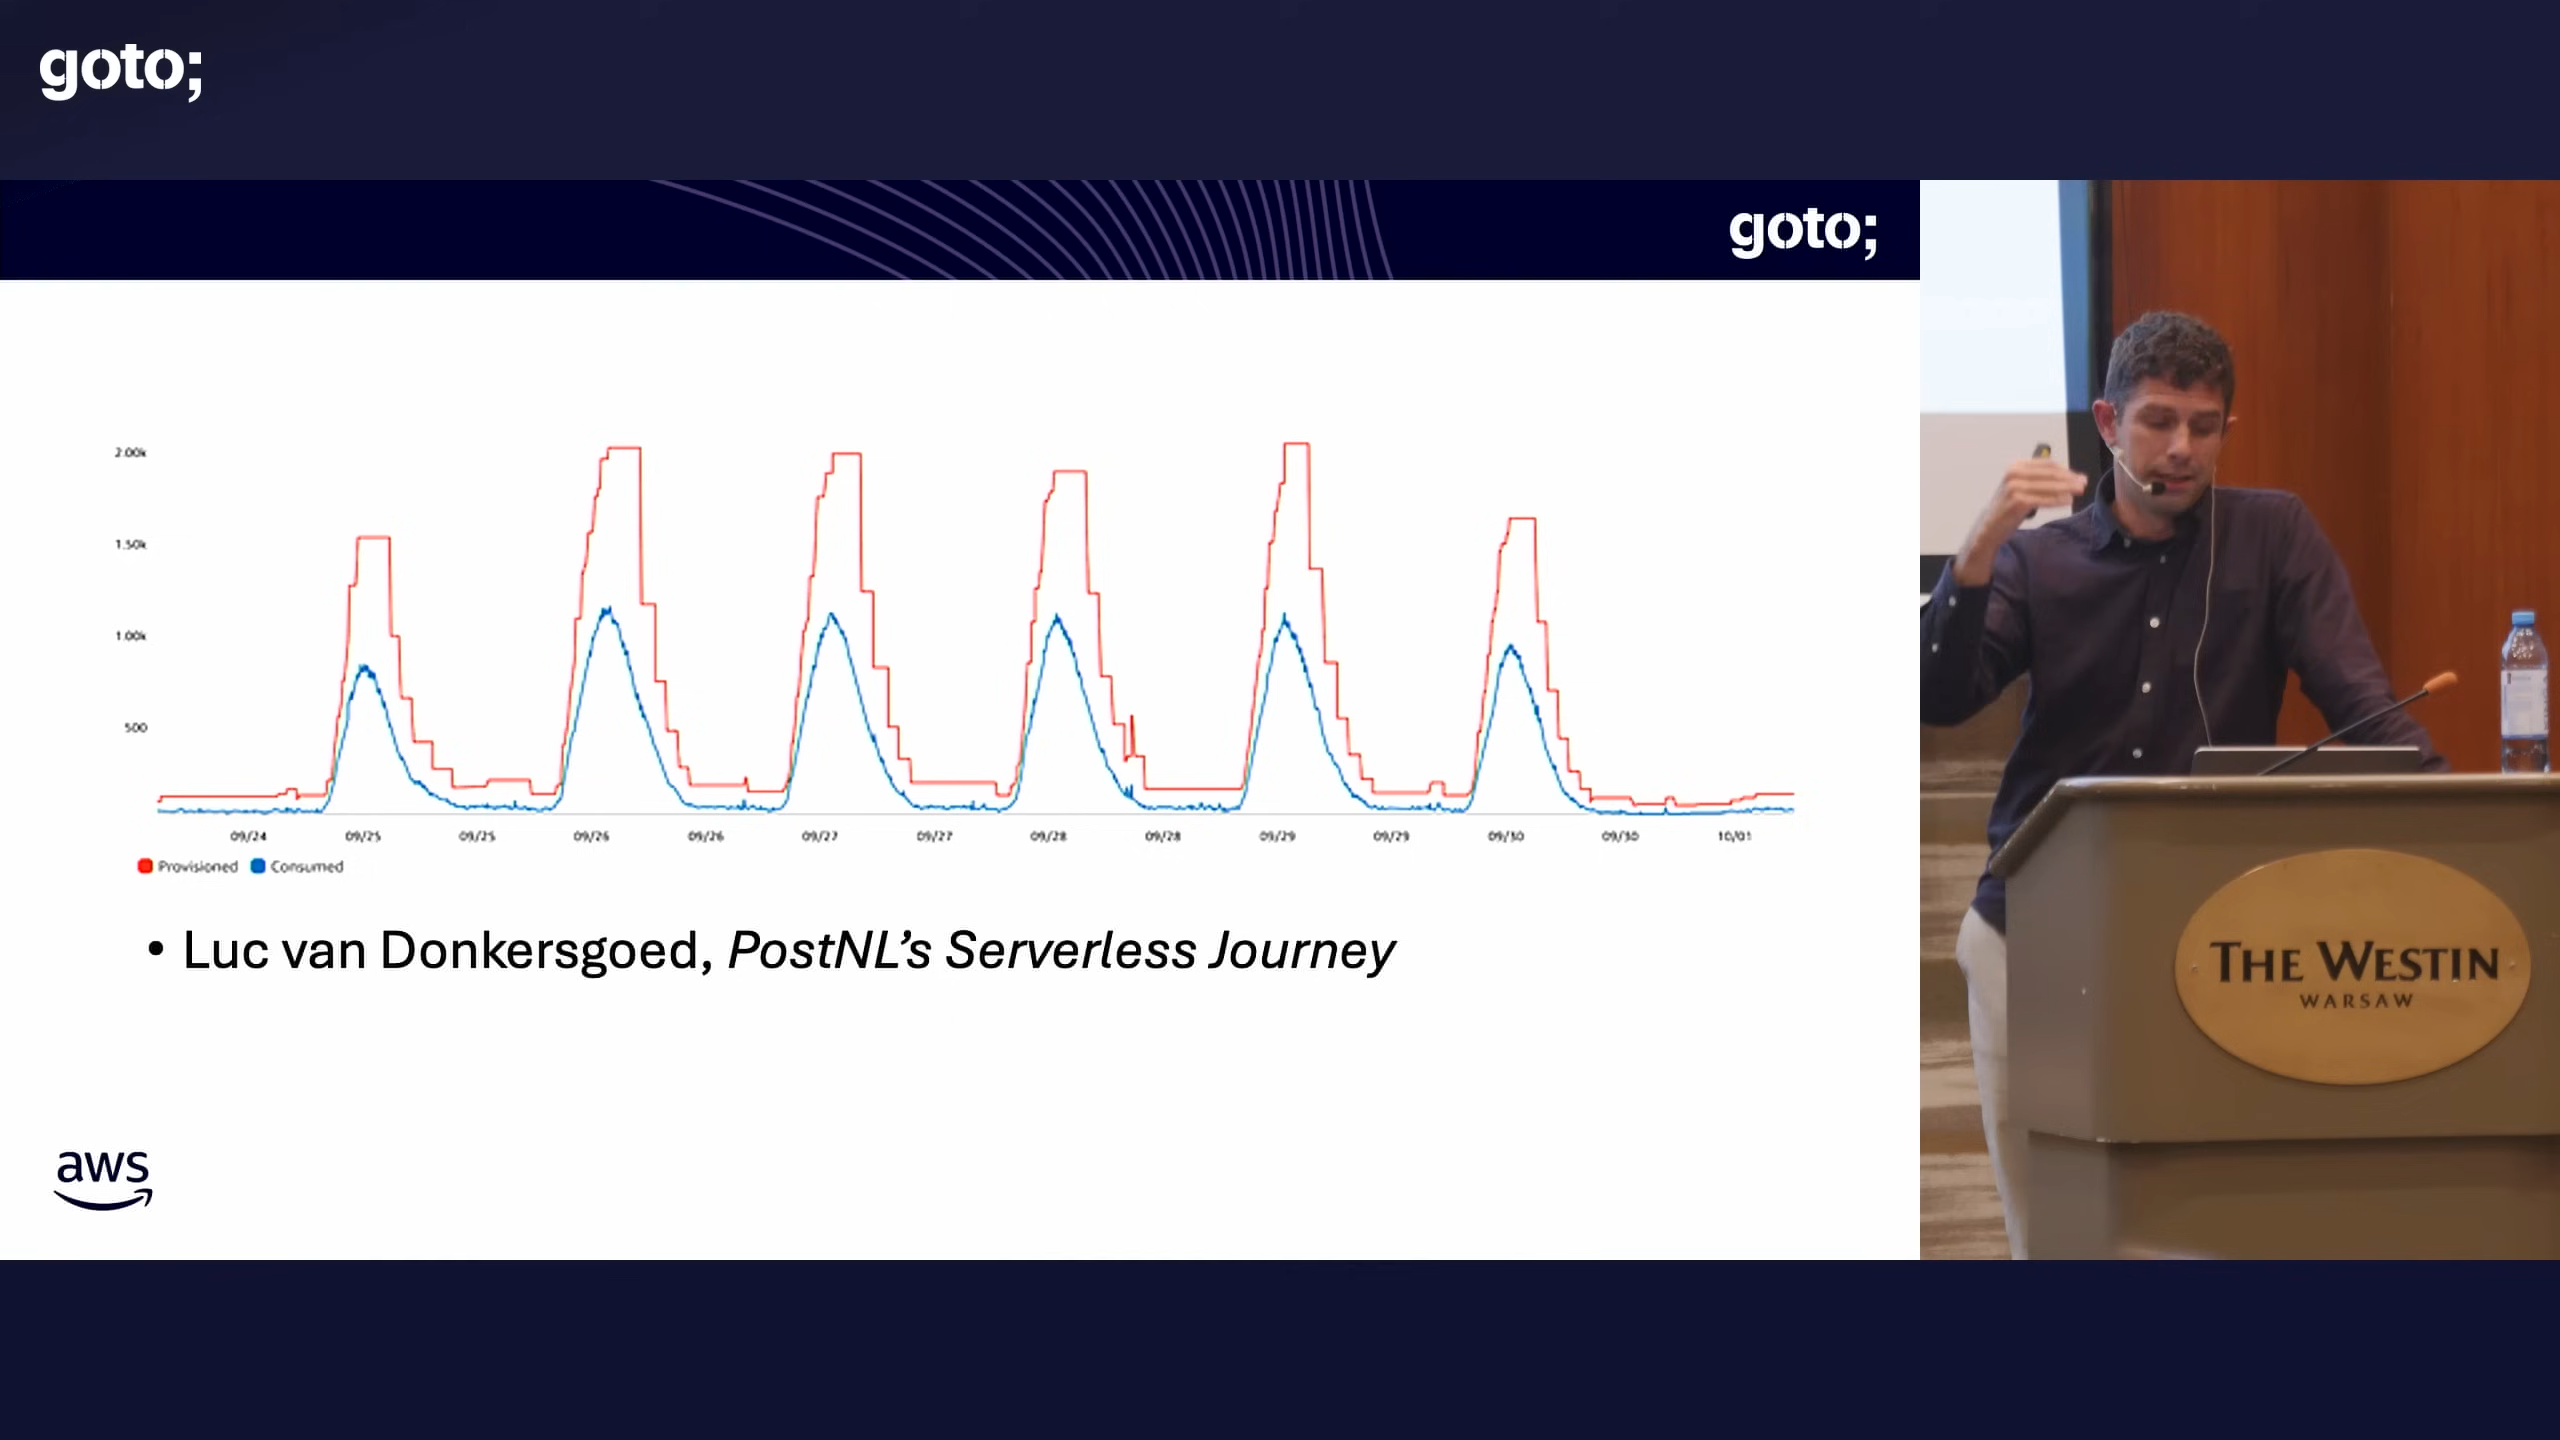 goto;
goto;
2.00k
1.50k
1.00k
500
09/24 09/25 09/25 09/26 09/26 09/27 09/27 09/28 09/28 09/29 09/29 09/30 09/30 10/01
Provisioned Consumed
• Luc van Donkersgoed, PostNL’s Serverless Journey
aws
THE WESTIN
WARSAW